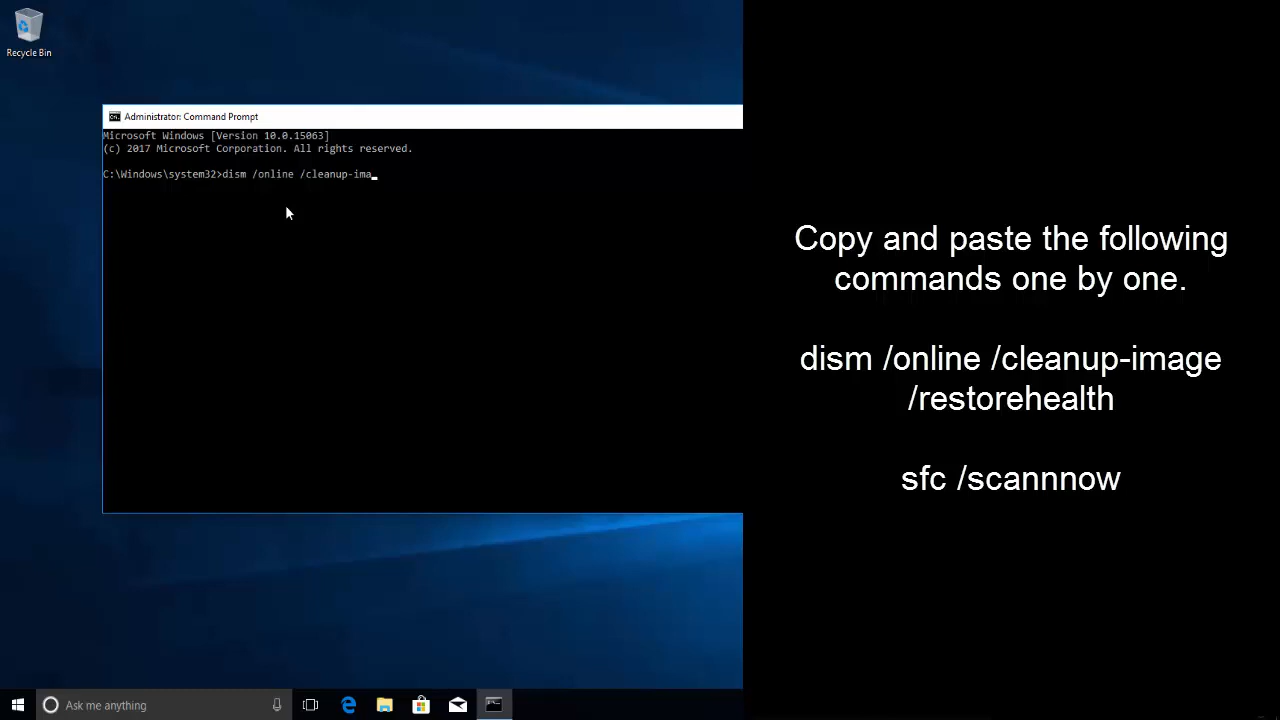 Recycle Bin
Administrator: Command Prompt
Microsoft Windows [Version 10.0.15063]
(c) 2017 Microsoft Corporation. All rights reserved.
C:\Windows\system32>dism /online /cleanup-ima_
Copy and paste the following
commands one by one.
dism /online /cleanup-image
/restorehealth
sfc /scannnow
Ask me anything